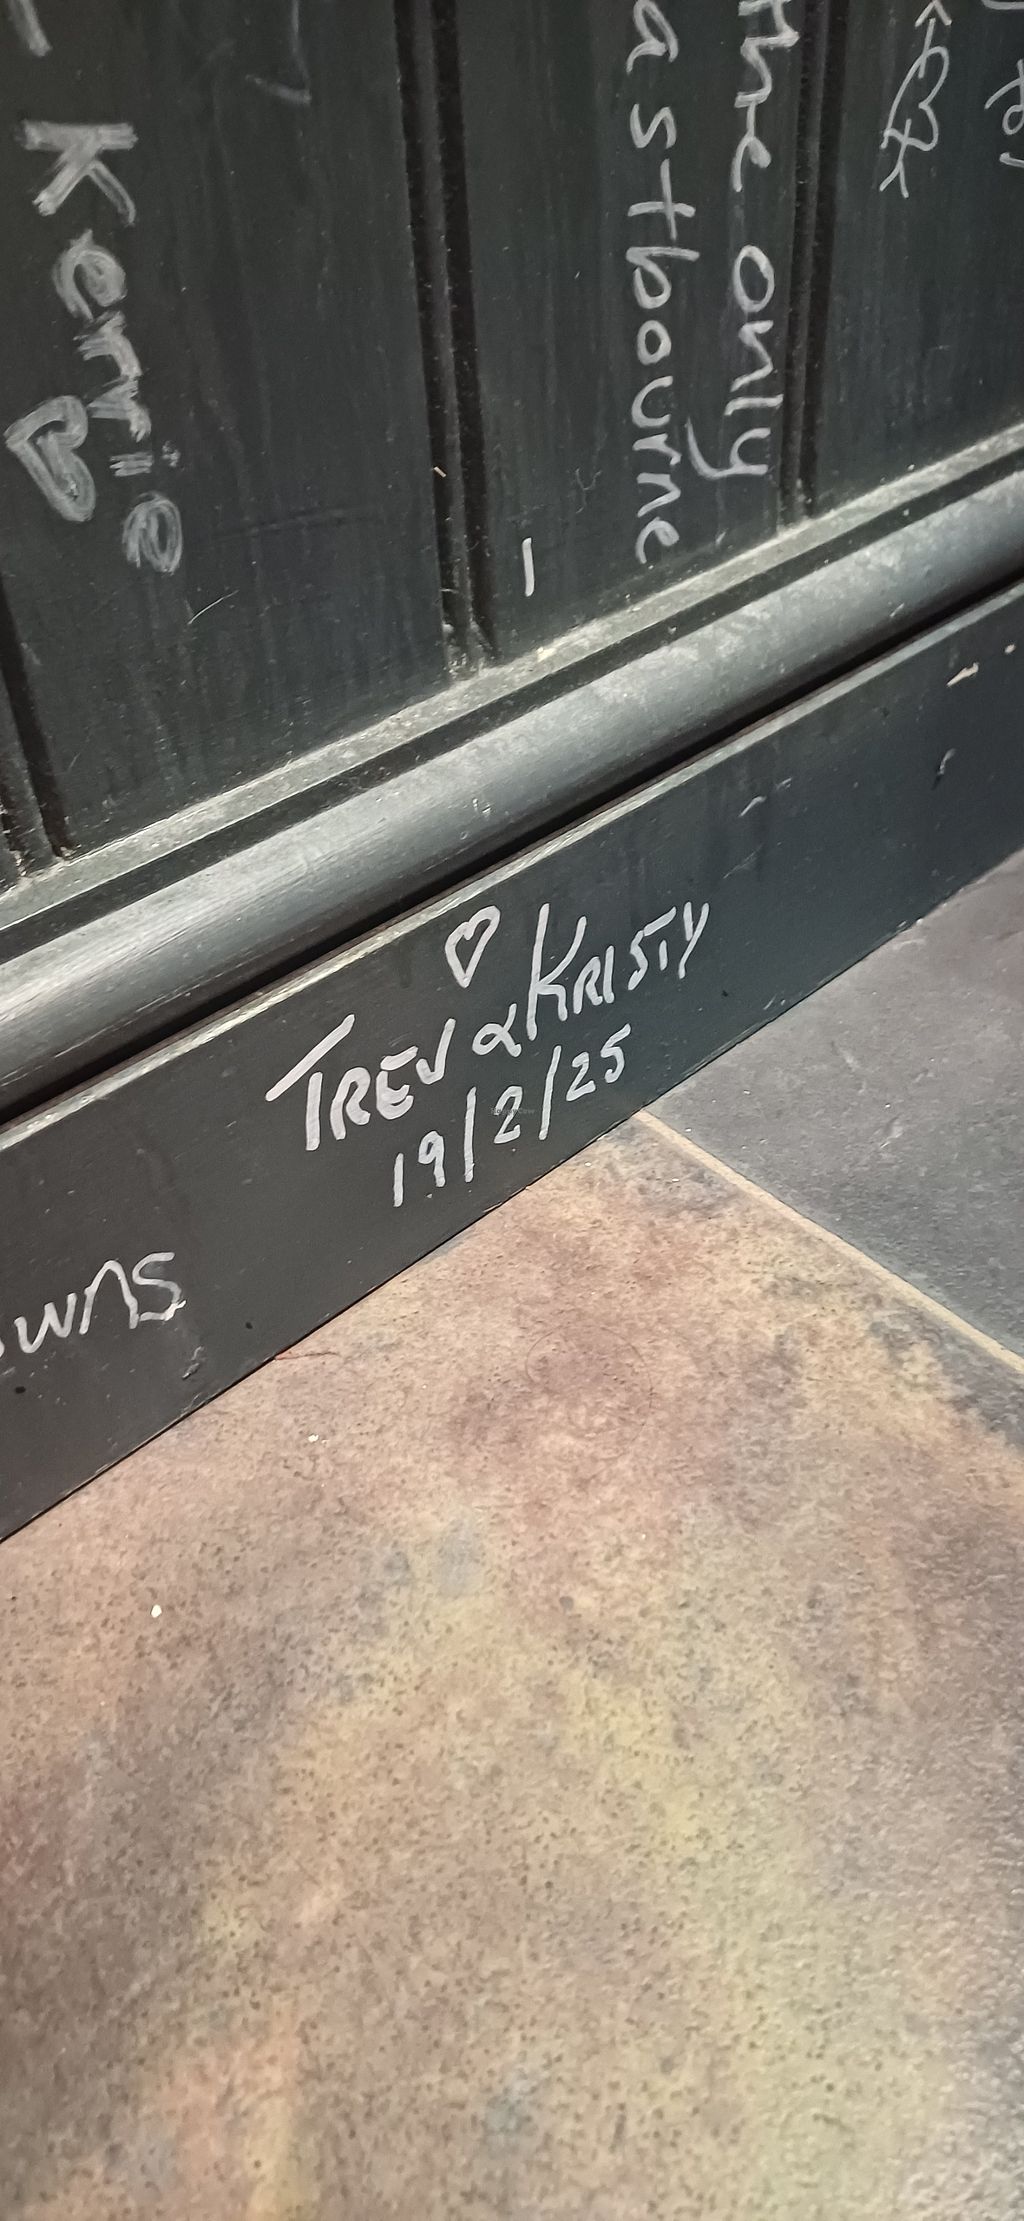 the only
astbourne
Kerrie
TREV & KRISTY
19/2/25
wns